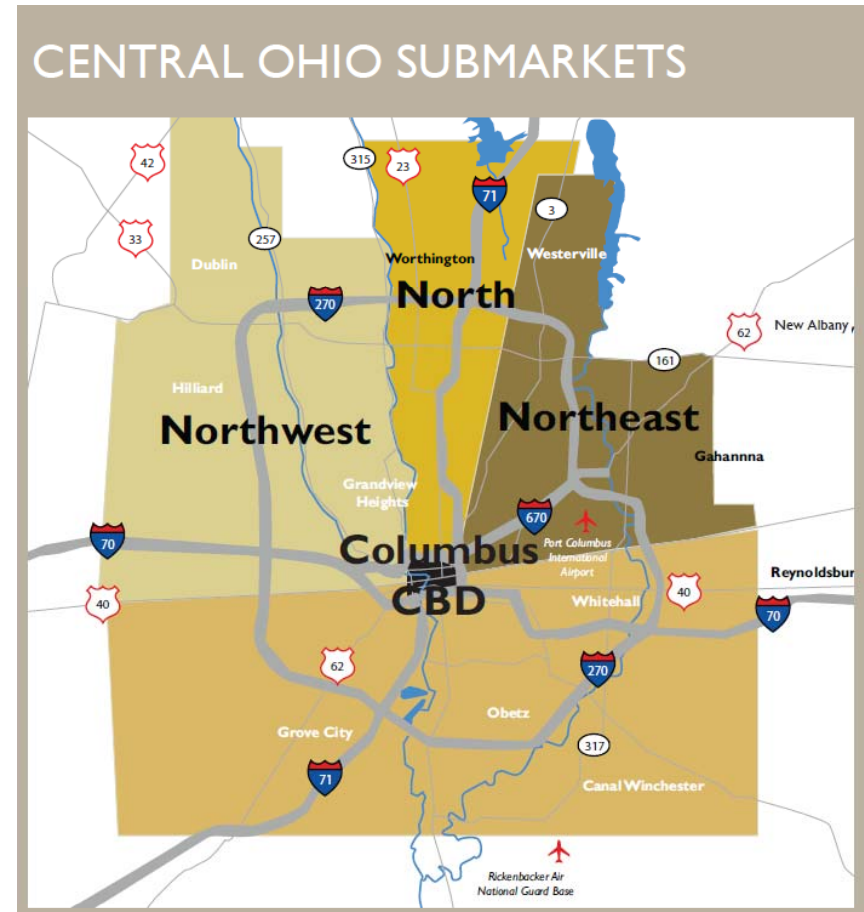 CENTRAL OHIO SUBMARKETS
42
315
23
71
3
33
257
Dublin
Worthington
Westerville
270
North
62
New Albany
161
Hilliard
Northwest
Northeast
Gahannna
Grandview
Heights
670
70
Columbus
CBD
Port Columbus
International
Airport
Reynoldsbur
40
Whitehall
40
70
62
270
Obetz
Grove City
317
71
Canal Winchester
Rickenbacker Air
National Guard Base